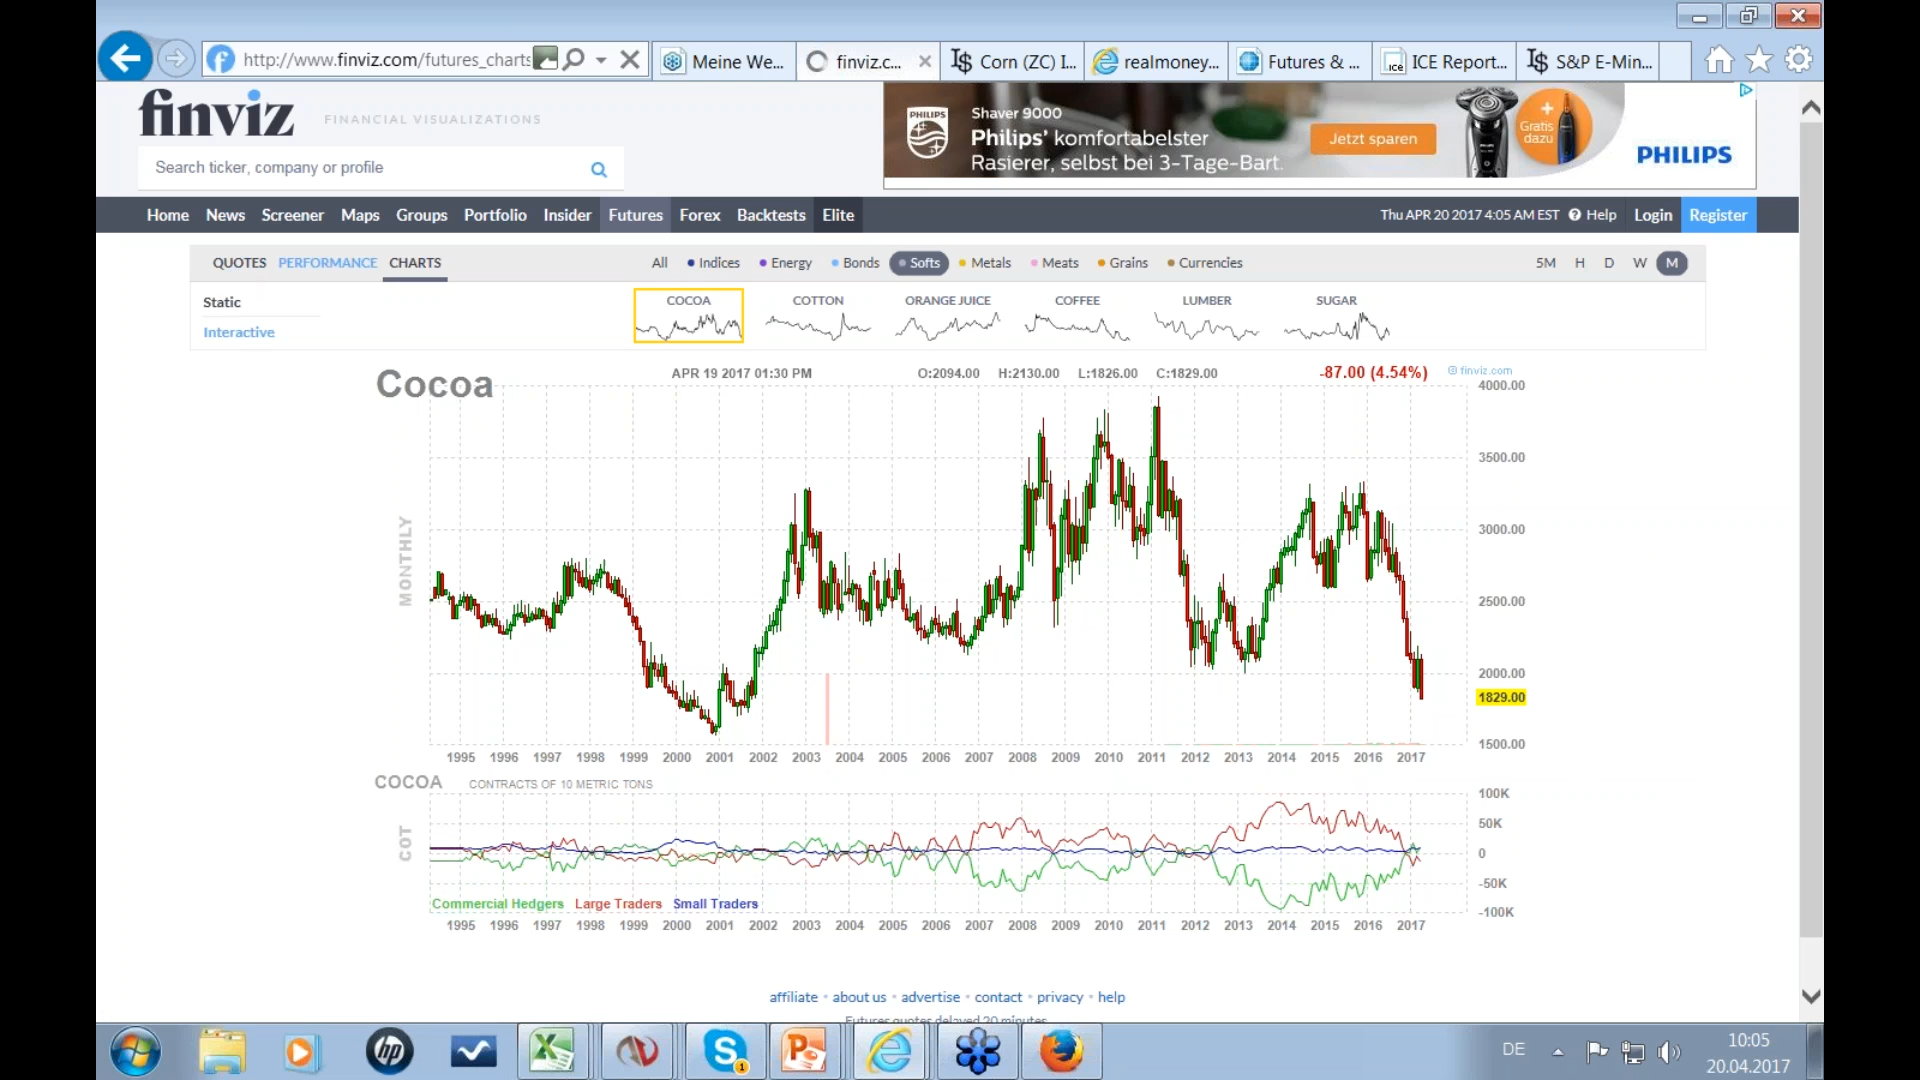 http://www.finviz.com/futures_charts
Meine We...
finviz.c...
Corn (ZC) I...
realmoney...
Futures & ...
ICE Report...
S&P E-Min...
finviz FINANCIAL VISUALIZATIONS
Search ticker, company or profile
PHILIPS
Shaver 9000
Philips' komfortabelster
Rasierer, selbst bei 3-Tage-Bart.
Jetzt sparen
+
Gratis
dazu
PHILIPS
Home News Screener Maps Groups Portfolio Insider Futures Forex Backtests Elite
Thu APR 20 2017 4:05 AM EST Help Login Register
QUOTES PERFORMANCE CHARTS
All Indices Energy Bonds Softs Metals Meats Grains Currencies
5M H D W M
Static
Interactive
COCOA COTTON ORANGE JUICE COFFEE LUMBER SUGAR
Cocoa
APR 19 2017 01:30 PM O:2094.00 H:2130.00 L:1826.00 C:1829.00 -87.00 (4.54%) © finviz.com
4000.00
3500.00
3000.00
2500.00
2000.00
1829.00
1500.00
MONTHLY
1995 1996 1997 1998 1999 2000 2001 2002 2003 2004 2005 2006 2007 2008 2009 2010 2011 2012 2013 2014 2015 2016 2017
COCOA CONTRACTS OF 10 METRIC TONS
100K
50K
0
-50K
-100K
COT
Commercial Hedgers Large Traders Small Traders
1995 1996 1997 1998 1999 2000 2001 2002 2003 2004 2005 2006 2007 2008 2009 2010 2011 2012 2013 2014 2015 2016 2017
affiliate • about us • advertise • contact • privacy • help
Futures quotes delayed 20 minutes
DE
10:05
20.04.2017